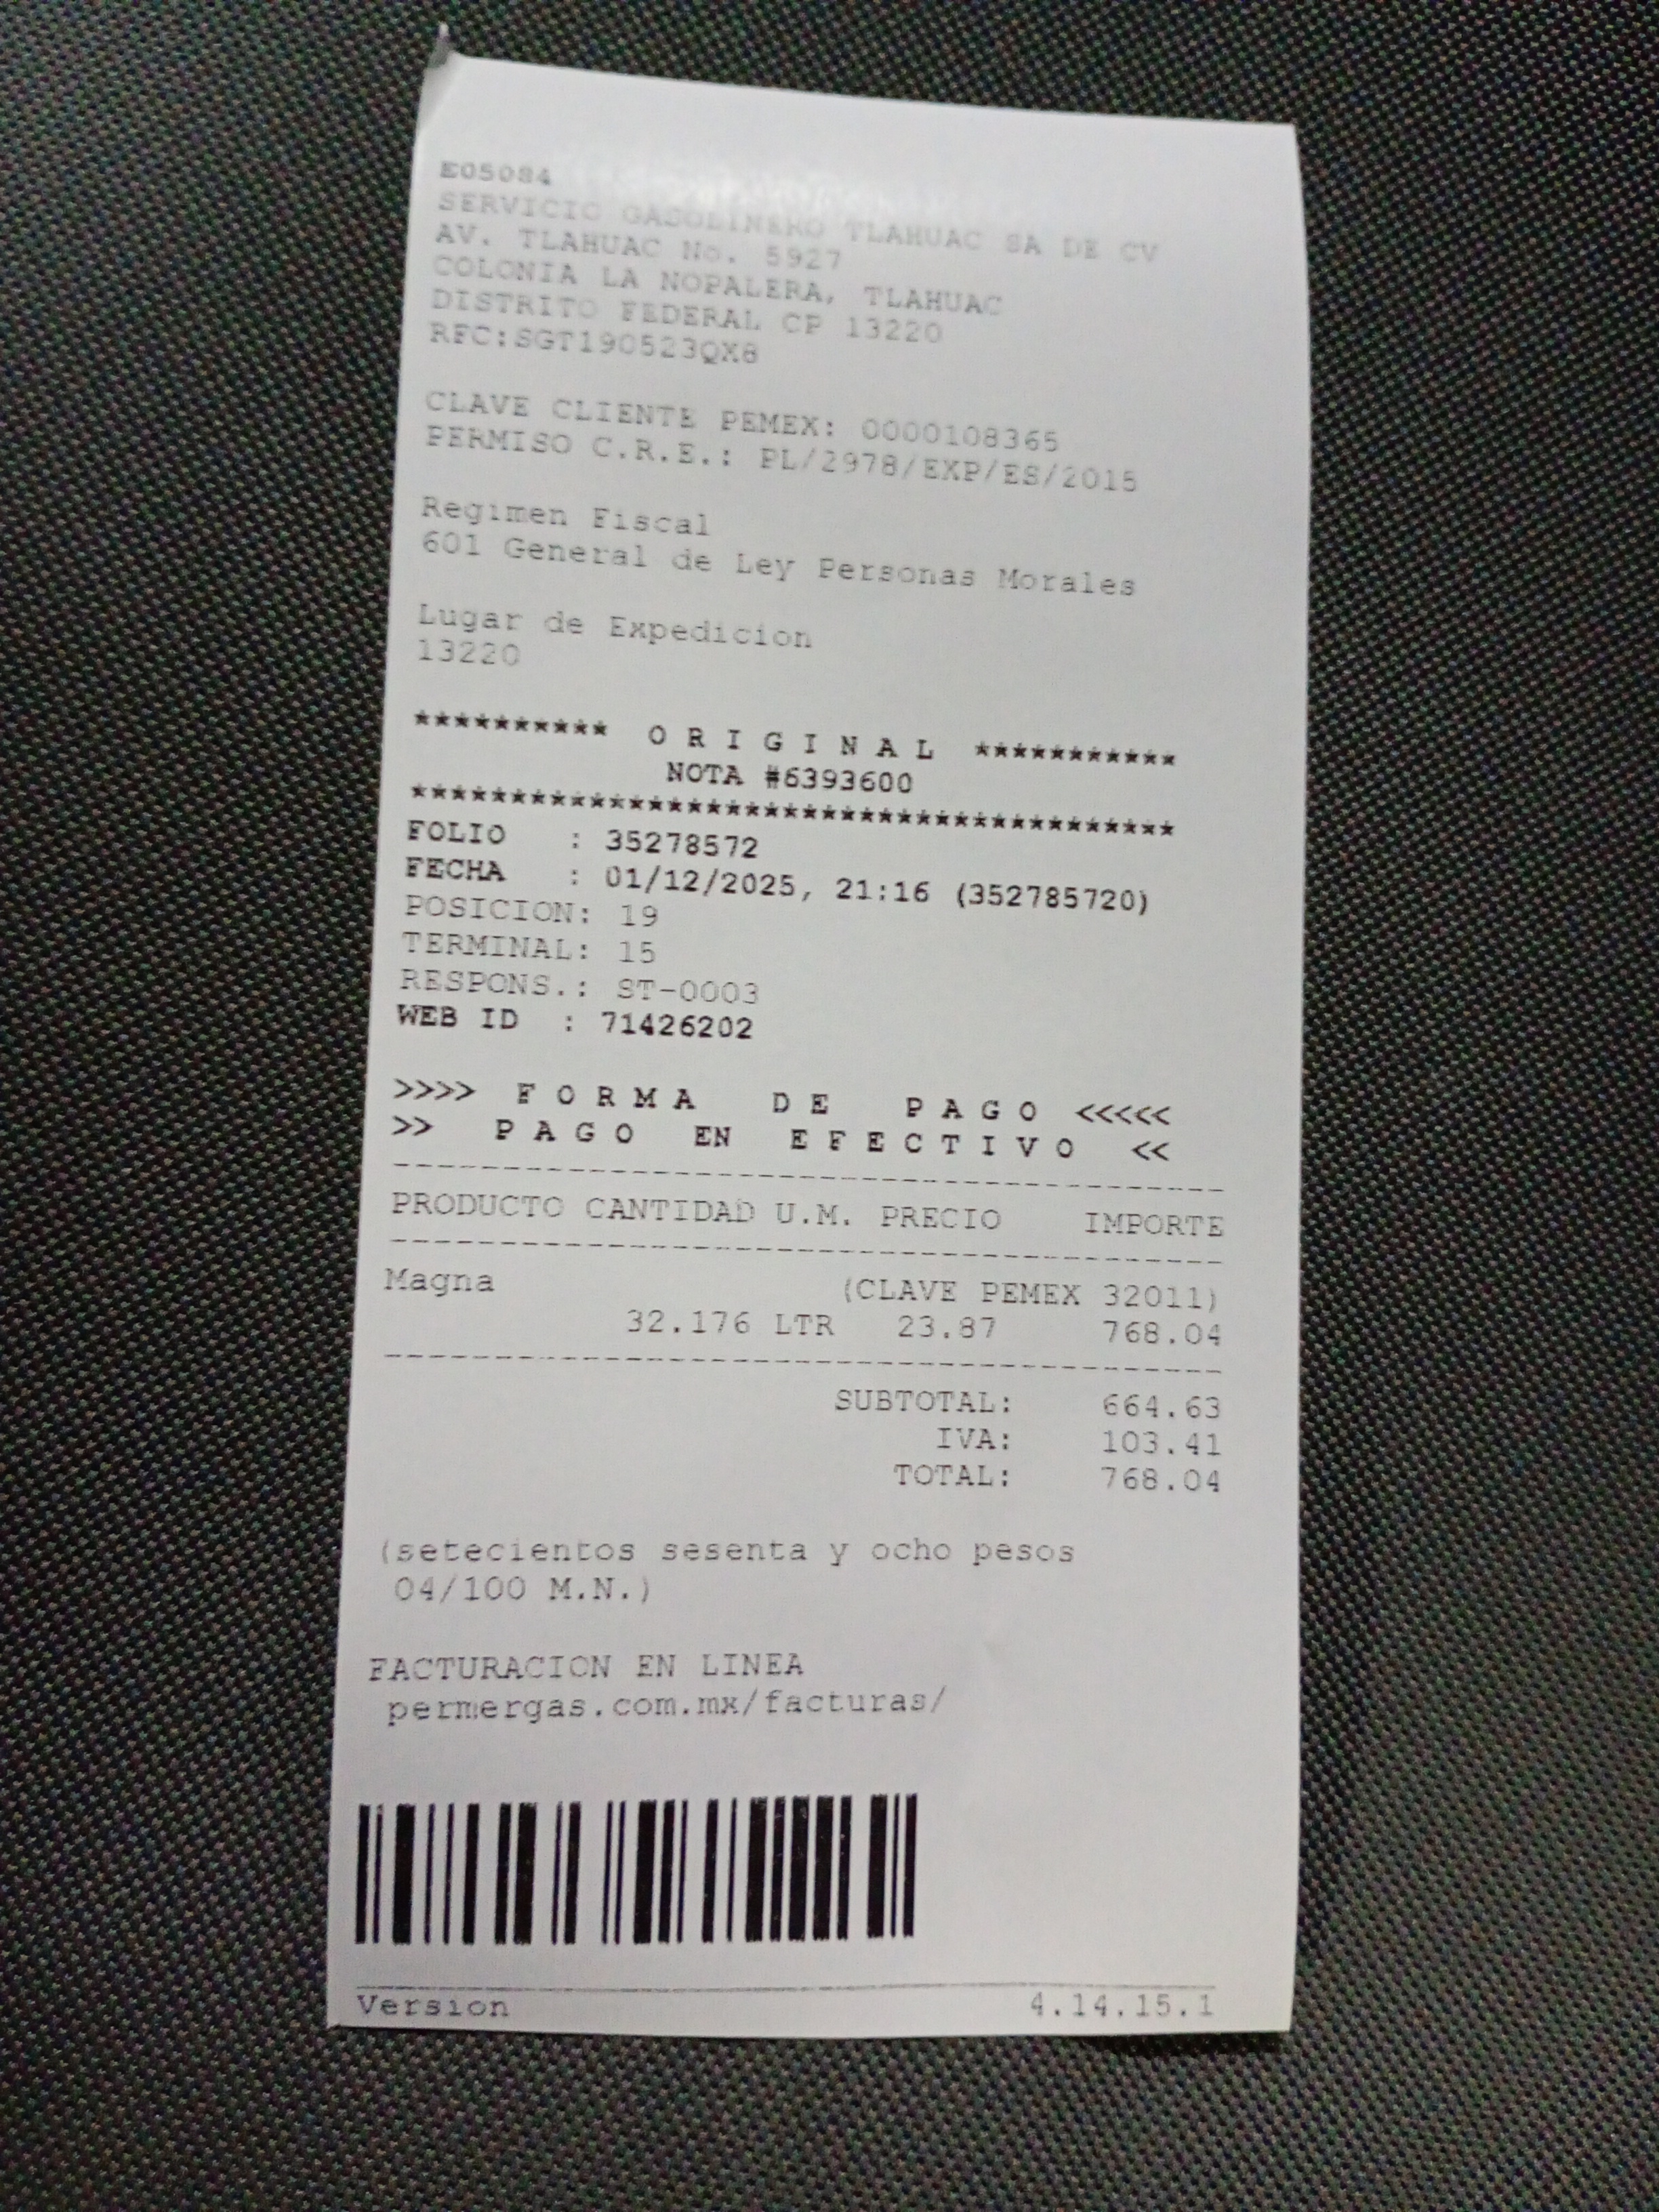 E05084
SERVICIO GASOLINERO TLAHUAC SA DE CV
AV. TLAHUAC No. 5927
COLONIA LA NOPALERA, TLAHUAC
DISTRITO FEDERAL CP 13220
RFC:SGT190523QX8
CLAVE CLIENTE PEMEX: 0000108365
PERMISO C.R.E.: PL/2978/EXP/ES/2015
Regimen Fiscal
601 General de Ley Personas Morales
Lugar de Expedicion
13220
********** O R I G I N A L ***********
NOTA #6393600
**************************************
FOLIO : 35278572
FECHA : 01/12/2025, 21:16 (352785720)
POSICION: 19
TERMINAL: 15
RESPONS.: ST-0003
WEB ID : 71426202
>>>> F O R M A D E P A G O <<<<<
>> P A G O EN E F E C T I V O <<
PRODUCTO CANTIDAD U.M. PRECIO IMPORTE
Magna (CLAVE PEMEX 32011)
32.176 LTR 23.87 768.04
SUBTOTAL: 664.63
IVA: 103.41
TOTAL: 768.04
(setecientos sesenta y ocho pesos
04/100 M.N.)
FACTURACION EN LINEA
permergas.com.mx/facturas/
Version 4.14.15.1